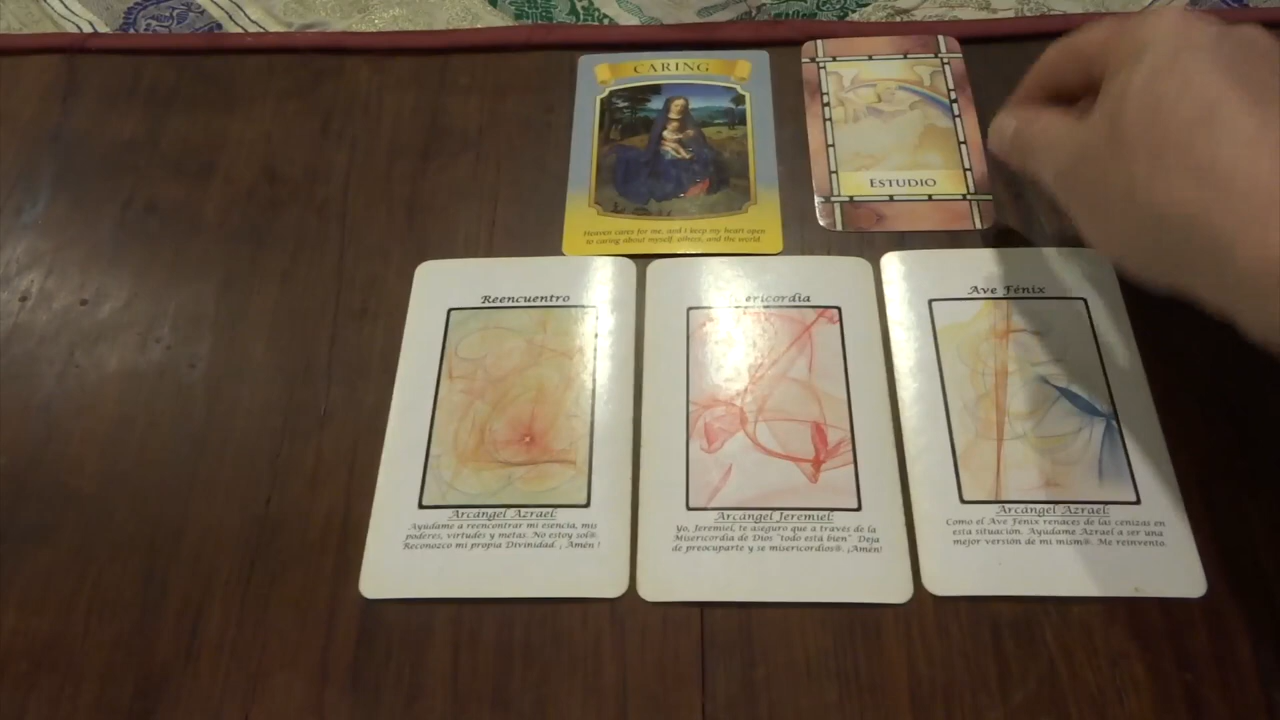 CARING
Heaven cares for me, and I keep my heart open
to caring about myself, others, and the world.
ESTUDIO
Reencuentro
Arcángel Azrael:
Ayúdame a reencontrar mi esencia, mis
poderes, virtudes y metas. No estoy sol@.
Reconozco mi propia Divinidad. ¡ Amén !
ericordia
Arcángel Jeremiel:
Yo, Jeremiel, te aseguro que a través de la
Misericordia de Dios "todo está bien". Deja
de preocuparte y se misericordios@. ¡Amén!
Ave Fénix
Arcángel Azrael:
Como el Ave Fénix renaces de las cenizas en
esta situación. Ayúdame Azrael a ser una
mejor versión de mi mism@. Me reinvento.